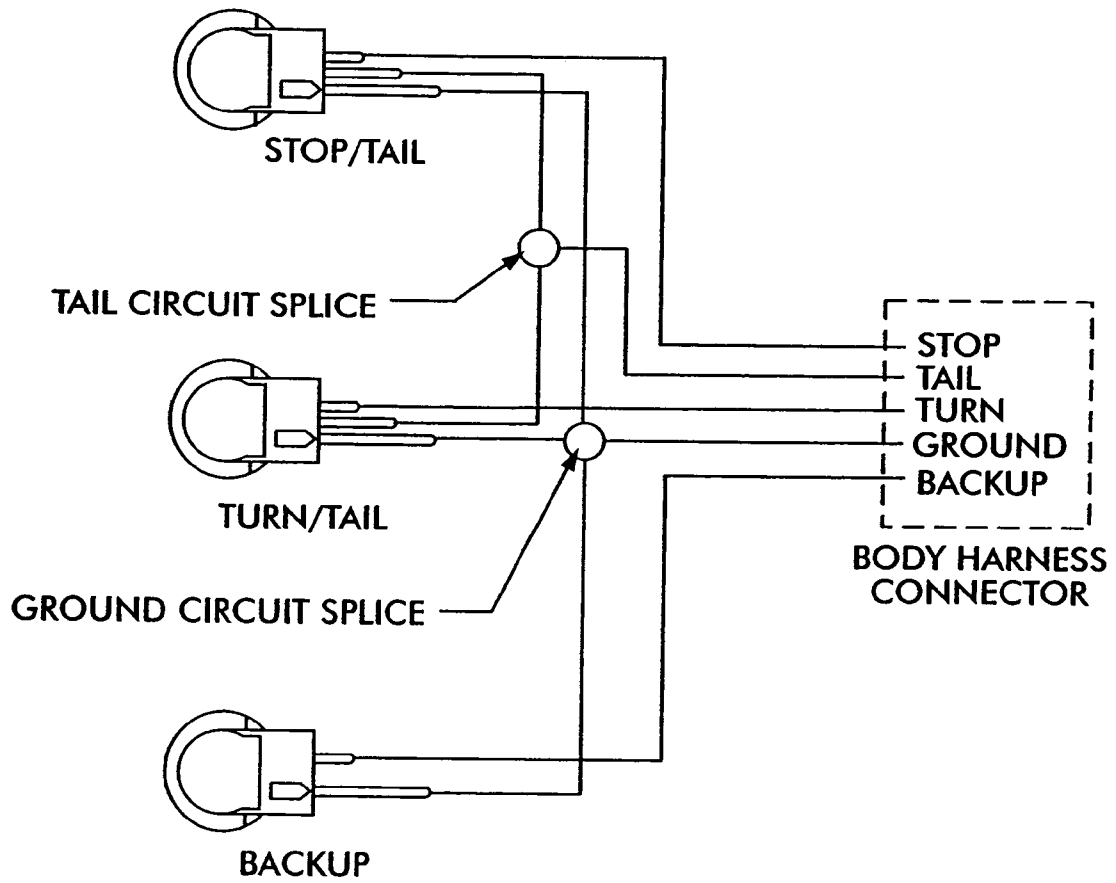 STOP/TAIL
TAIL CIRCUIT SPLICE
STOP
TAIL
TURN
GROUND
BACKUP
TURN/TAIL
BODY HARNESS
CONNECTOR
GROUND CIRCUIT SPLICE
BACKUP